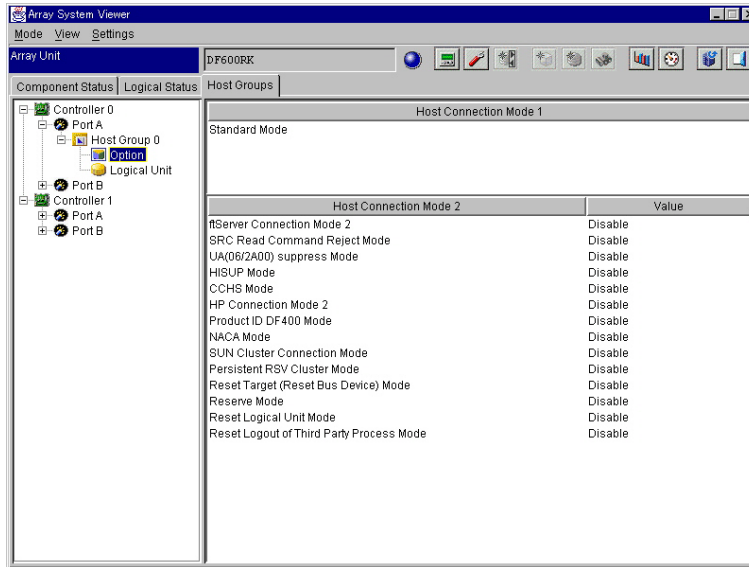 Array System Viewer
Mode View Settings
Array Unit
DF600RK
Component Status Logical Status Host Groups
Controller 0
Port A
Host Group 0
Option
Logical Unit
Port B
Controller 1
Port A
Port B
Host Connection Mode 1
Standard Mode
Host Connection Mode 2 Value
ftServer Connection Mode 2 Disable
SRC Read Command Reject Mode Disable
UA(06/2A00) suppress Mode Disable
HISUP Mode Disable
CCHS Mode Disable
HP Connection Mode 2 Disable
Product ID DF400 Mode Disable
NACA Mode Disable
SUN Cluster Connection Mode Disable
Persistent RSV Cluster Mode Disable
Reset Target (Reset Bus Device) Mode Disable
Reserve Mode Disable
Reset Logical Unit Mode Disable
Reset Logout of Third Party Process Mode Disable